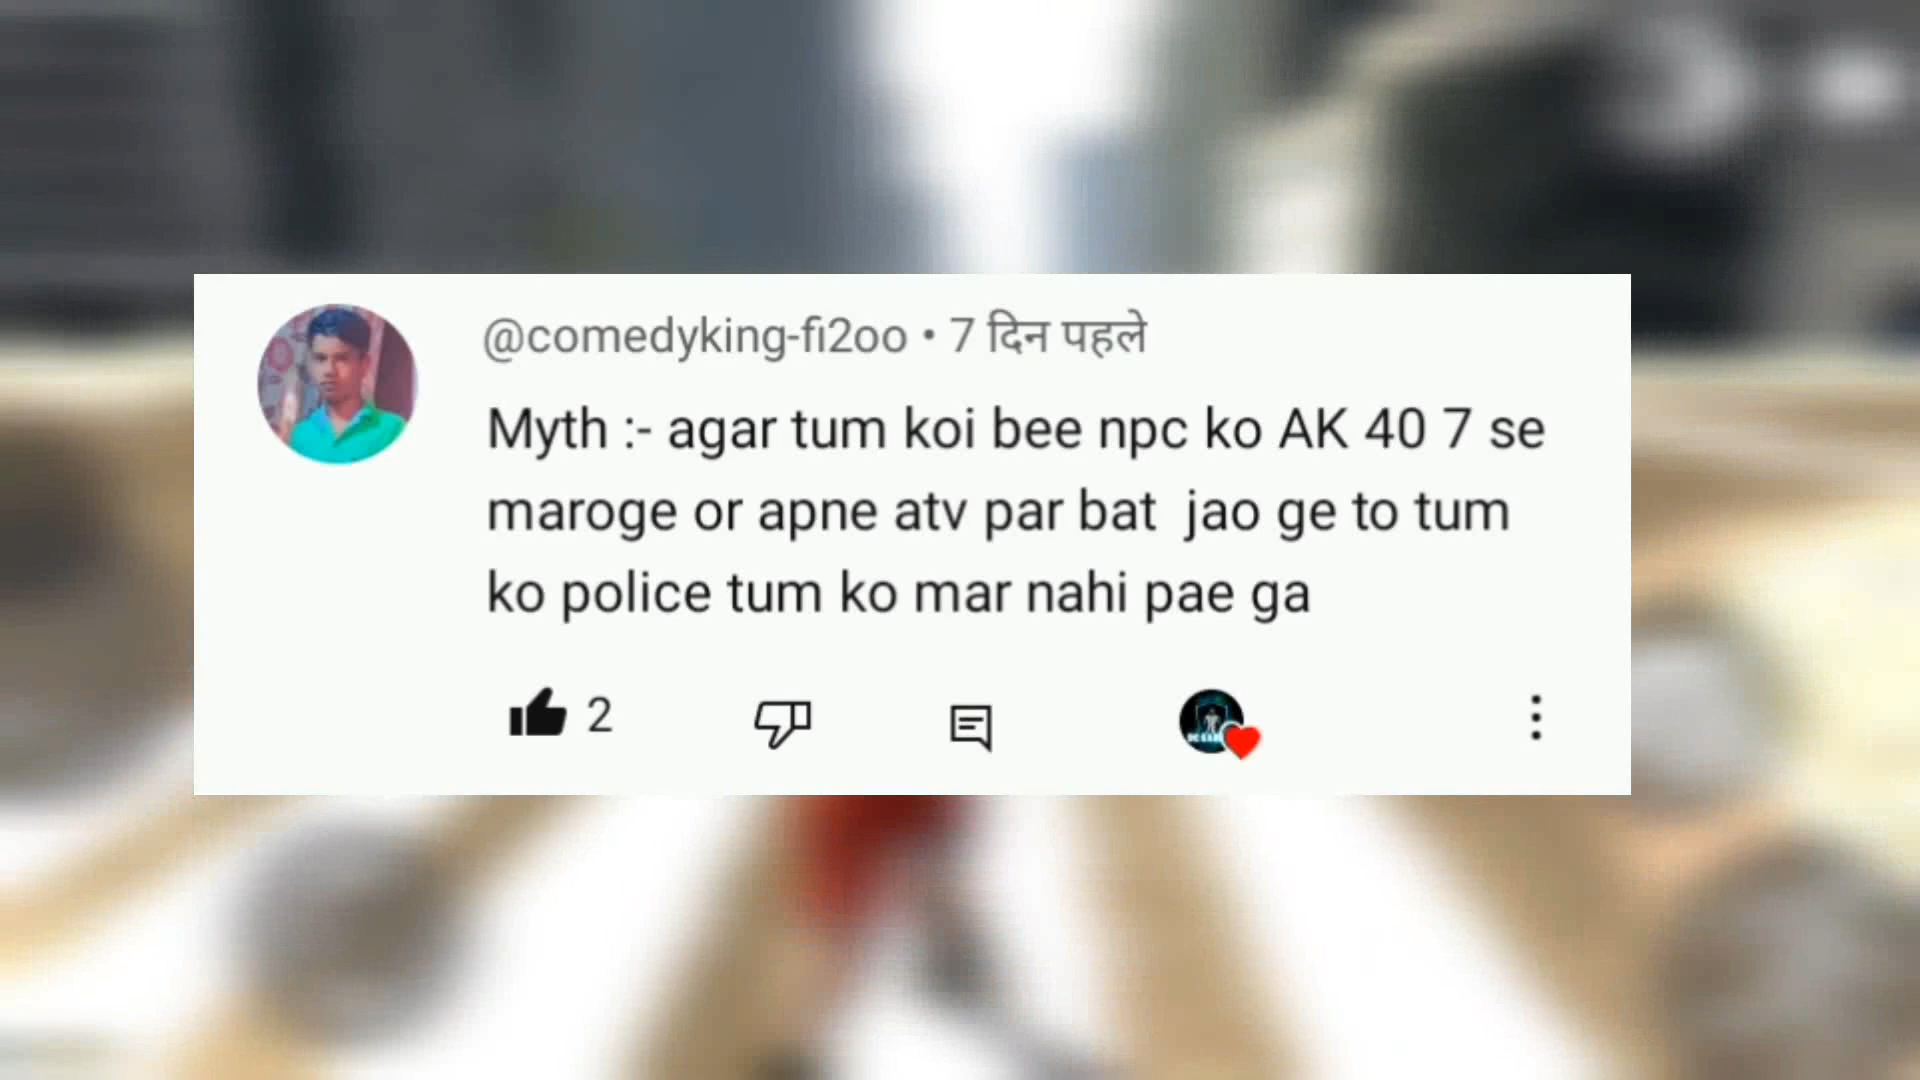 @comedyking-fi2oo • 7 दिन पहले
Myth :- agar tum koi bee npc ko AK 40 7 se
maroge or apne atv par bat  jao ge to tum
ko police tum ko mar nahi pae ga
2